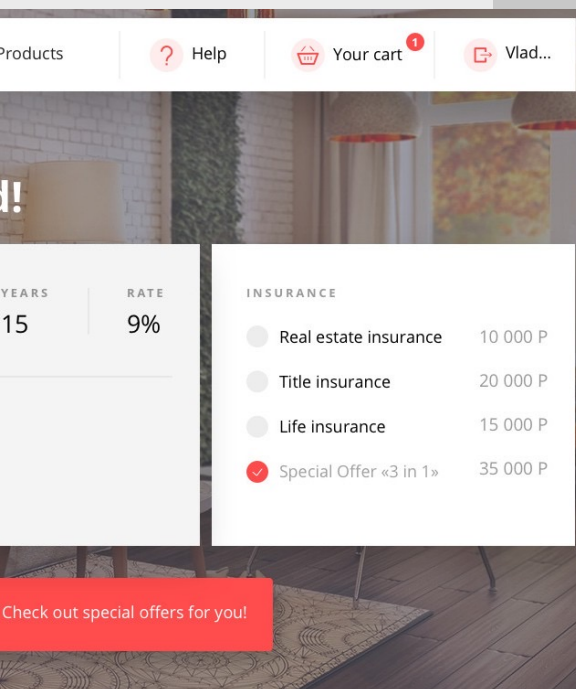 Products
Help
Your cart
1
Vlad...
d!
YEARS
15
RATE
9%
INSURANCE
Real estate insurance 10 000 P
Title insurance 20 000 P
Life insurance 15 000 P
Special Offer «3 in 1» 35 000 P
Check out special offers for you!